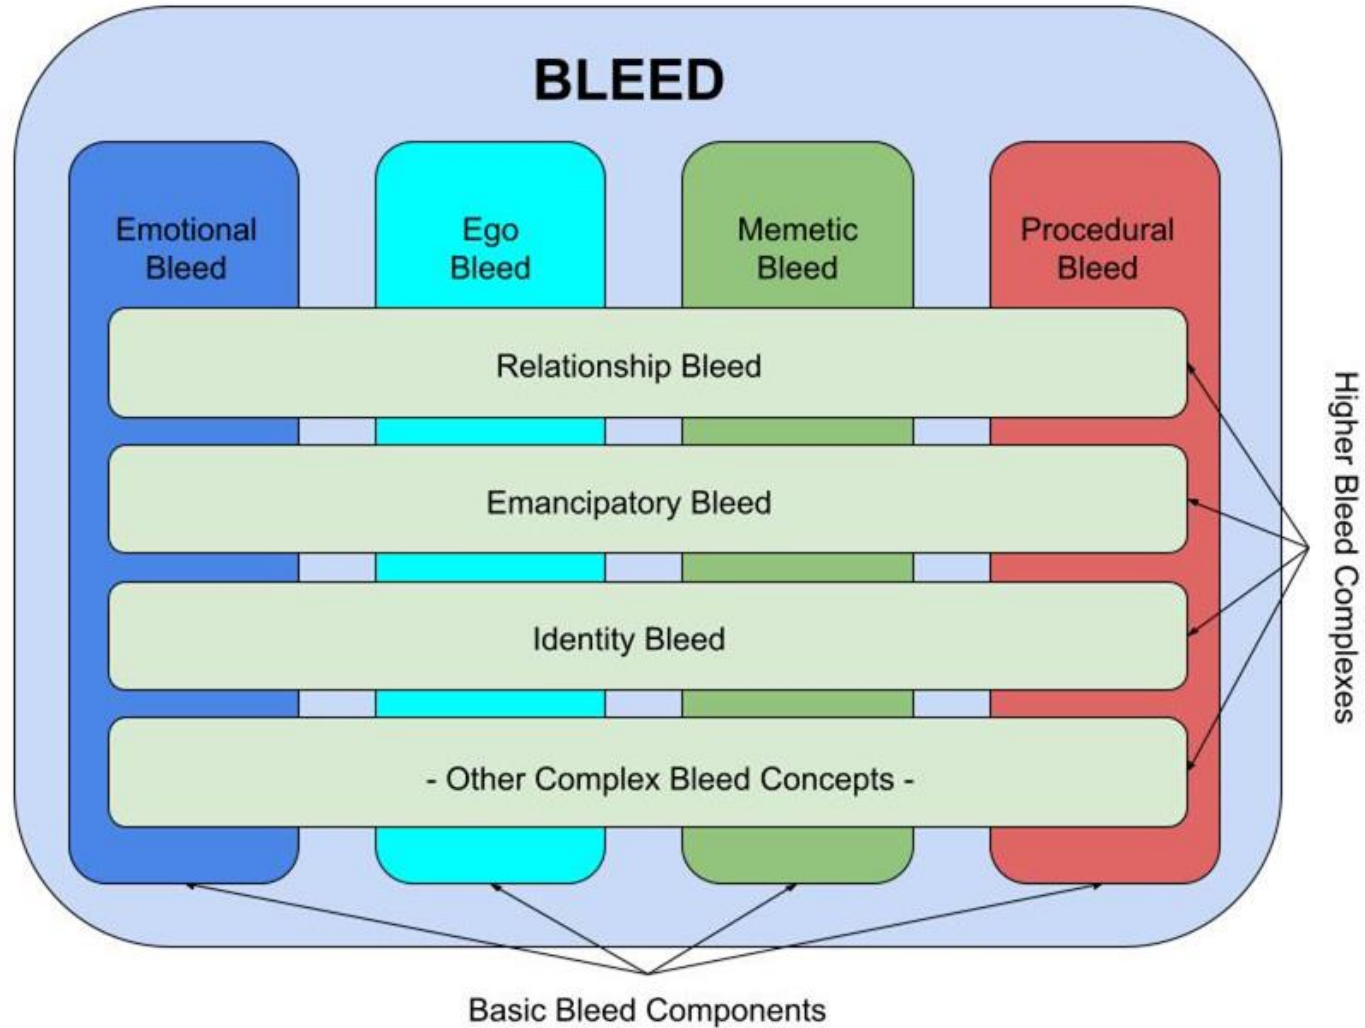 BLEED
Emotional
Bleed
Ego
Bleed
Memetic
Bleed
Procedural
Bleed
Relationship Bleed
Emancipatory Bleed
Identity Bleed
- Other Complex Bleed Concepts -
Higher Bleed Complexes
Basic Bleed Components